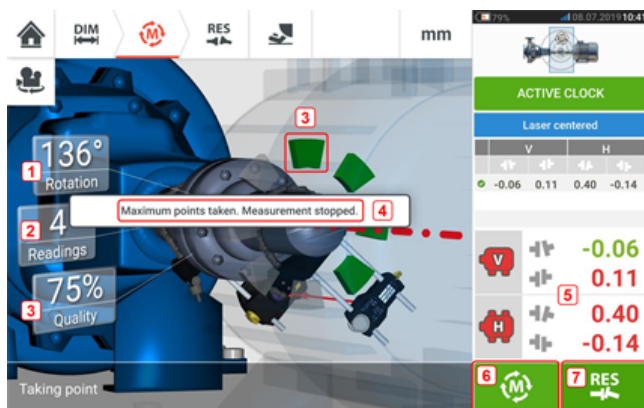 DIM
M
RES
mm
79%
08.07.2019 10:41
ACTIVE CLOCK
Laser centered
V H
-0.06 0.11 0.40 -0.14
3
136°
1
Rotation
Maximum points taken. Measurement stopped.
4
4
2
Readings
75%
3
Quality
V
-0.06
0.11
5
H
0.40
-0.14
Taking point
6
M
7
RES